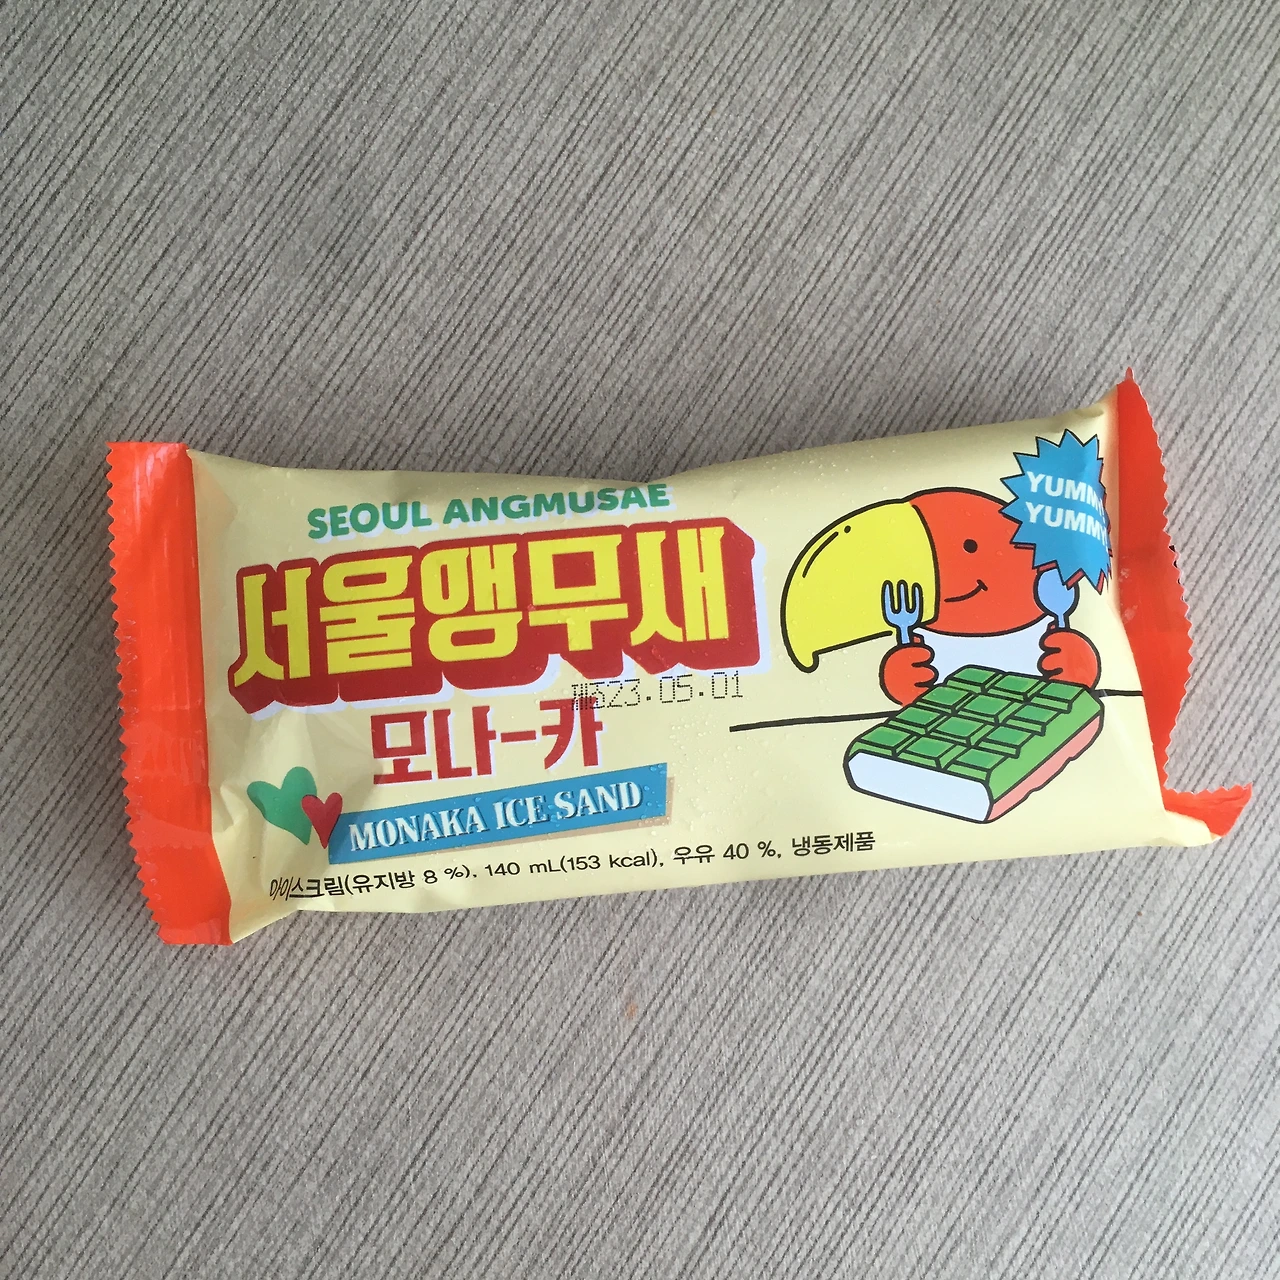 SEOUL ANGMUSAE
서울앵무새
제조23.05.01
모나-카
MONAKA ICE SAND
아이스크림(유지방 8 %), 140 mL(153 kcal), 우유 40 %, 냉동제품
YUMMY
YUMMY